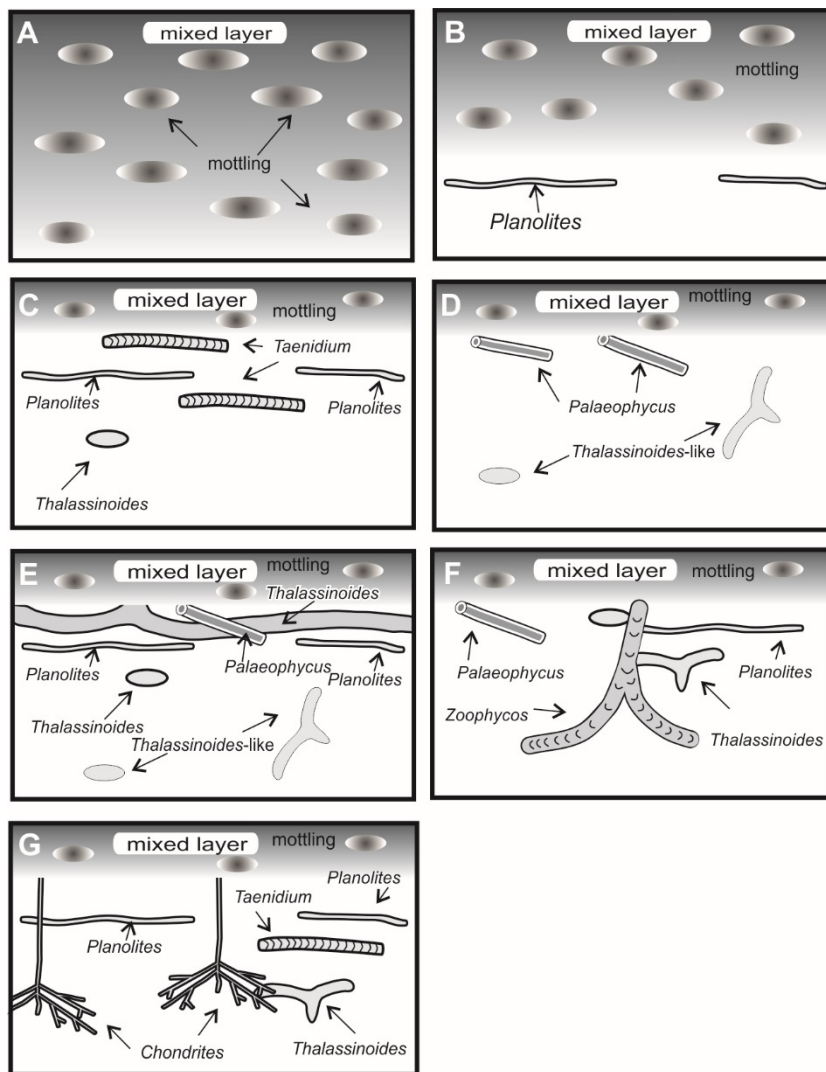 A
mixed layer
mottling
B
mixed layer
mottling
Planolites
C
mixed layer
mottling
Taenidium
Planolites
Planolites
Thalassinoides
D
mixed layer
mottling
Palaeophycus
Thalassinoides-like
E
mixed layer
mottling
Thalassinoides
Planolites
Palaeophycus
Planolites
Thalassinoides
Thalassinoides-like
F
mixed layer
mottling
Palaeophycus
Planolites
Zoophycos
Thalassinoides
G
mixed layer
mottling
Planolites
Taenidium
Planolites
Chondrites
Thalassinoides